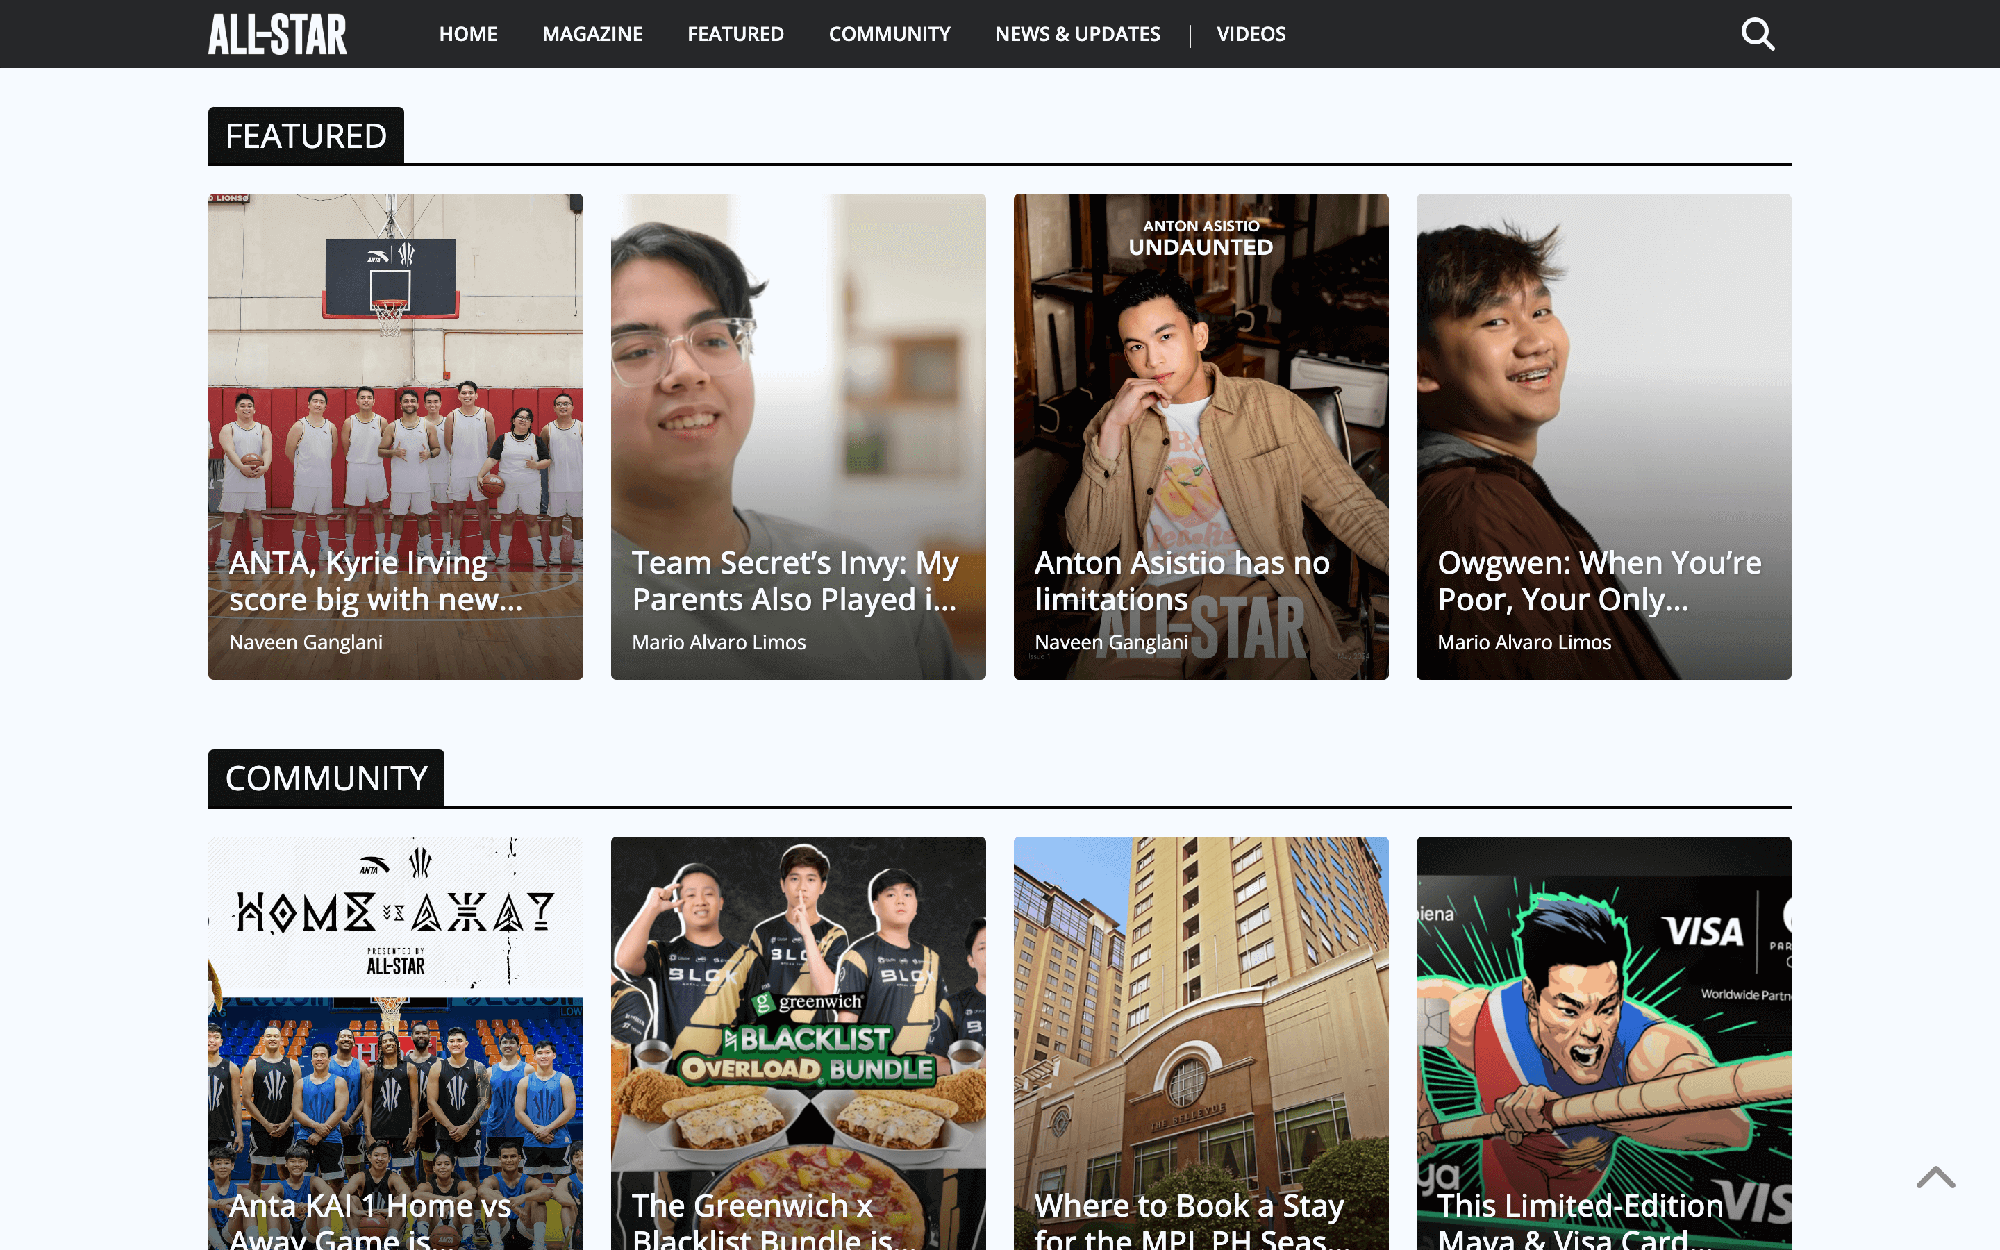 ALL-STAR
HOME
MAGAZINE
FEATURED
COMMUNITY
NEWS & UPDATES
VIDEOS
FEATURED
ANTA
ANTA, Kyrie Irving
score big with new...
Naveen Ganglani
Team Secret’s Invy: My
Parents Also Played i...
Mario Alvaro Limos
ANTON ASISTIO
UNDAUNTED
Anton Asistio has no
limitations
ALL-STAR
Naveen Ganglani
Owgwen: When You’re
Poor, Your Only...
Mario Alvaro Limos
COMMUNITY
ANTA
HOME VS AWAY
PRESENTED BY
ALL-STAR
Anta KAI 1 Home vs
Away Game is...
greenwich
BLACKLIST
OVERLOAD BUNDLE
The Greenwich x
Blacklist Bundle is...
THE BELLEVUE
Where to Book a Stay
for the MPL PH Seas...
VISA
Worldwide Partn
This Limited-Edition
Maya & Visa Card...